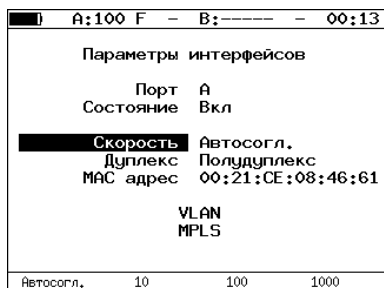 A:100 F – B:----- – 00:13
Параметры интерфейсов
Порт A
Состояние Вкл
Скорость Автосогл.
Дуплекс Полудуплекс
MAC адрес 00:21:CE:08:46:61
VLAN
MPLS
Автосогл. 10 100 1000